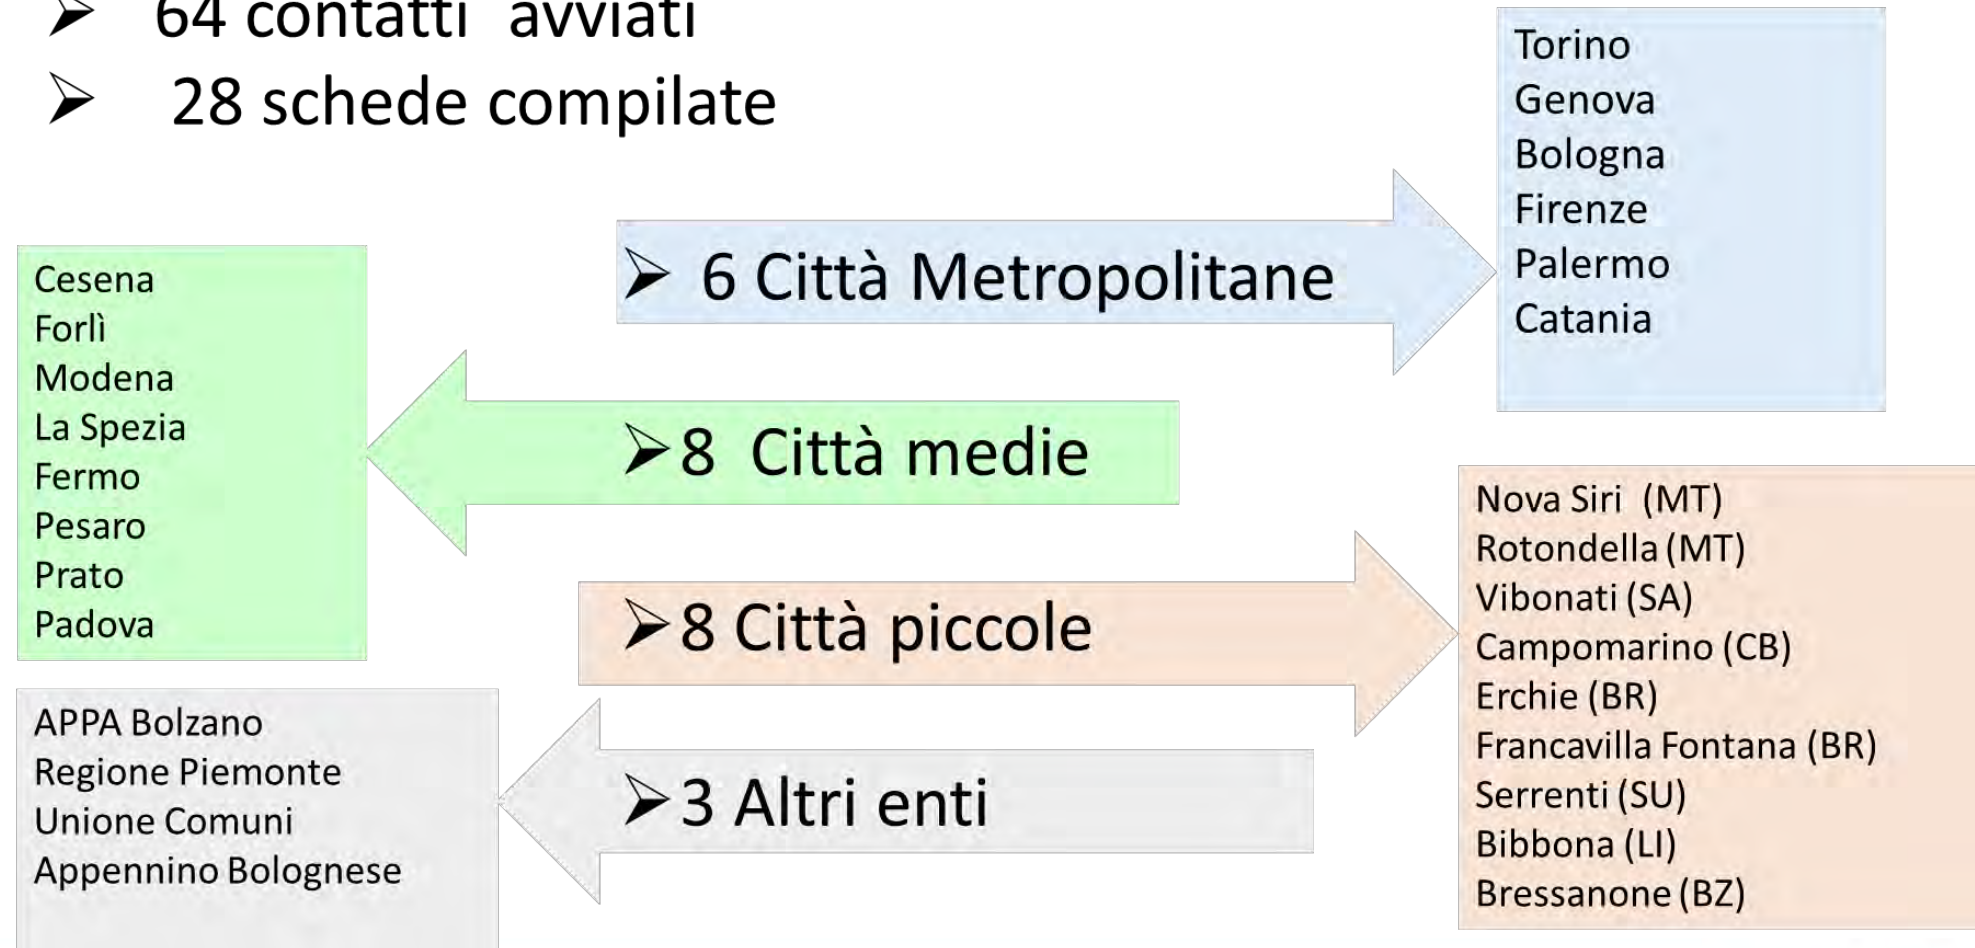 64 contatti avviati
28 schede compilate
Torino
Genova
Bologna
Firenze
Palermo
Catania
6 Città Metropolitane
Cesena
Forlì
Modena
La Spezia
Fermo
Pesaro
Prato
Padova
8 Città medie
8 Città piccole
Nova Siri (MT)
Rotondella (MT)
Vibonati (SA)
Campomarino (CB)
Erchie (BR)
Francavilla Fontana (BR)
Serrenti (SU)
Bibbona (LI)
Bressanone (BZ)
APPA Bolzano
Regione Piemonte
Unione Comuni
Appennino Bolognese
3 Altri enti